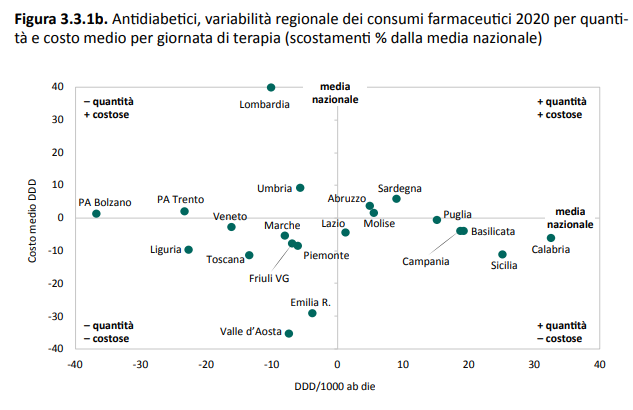 Figura 3.3.1b. Antidiabetici, variabilità regionale dei consumi farmaceutici 2020 per quanti-
tà e costo medio per giornata di terapia (scostamenti % dalla media nazionale)
40
30
20
10
0
-10
-20
-30
-40
Costo medio DDD
– quantità
+ costose
media
nazionale
+ quantità
+ costose
Lombardia
Umbria
Sardegna
Abruzzo
PA Bolzano
PA Trento
Veneto
Marche
Lazio
Molise
Puglia
media
nazionale
Basilicata
Calabria
Liguria
Toscana
Friuli VG
Piemonte
Campania
Sicilia
Emilia R.
Valle d'Aosta
– quantità
– costose
+ quantità
– costose
-40
-30
-20
-10
0
10
20
30
40
DDD/1000 ab die